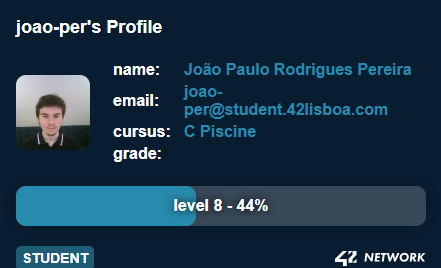 joao-per's Profile
name: João Paulo Rodrigues Pereira
email: joao-
per@student.42lisboa.com
cursus: C Piscine
grade:
level 8 - 44%
STUDENT
42 NETWORK